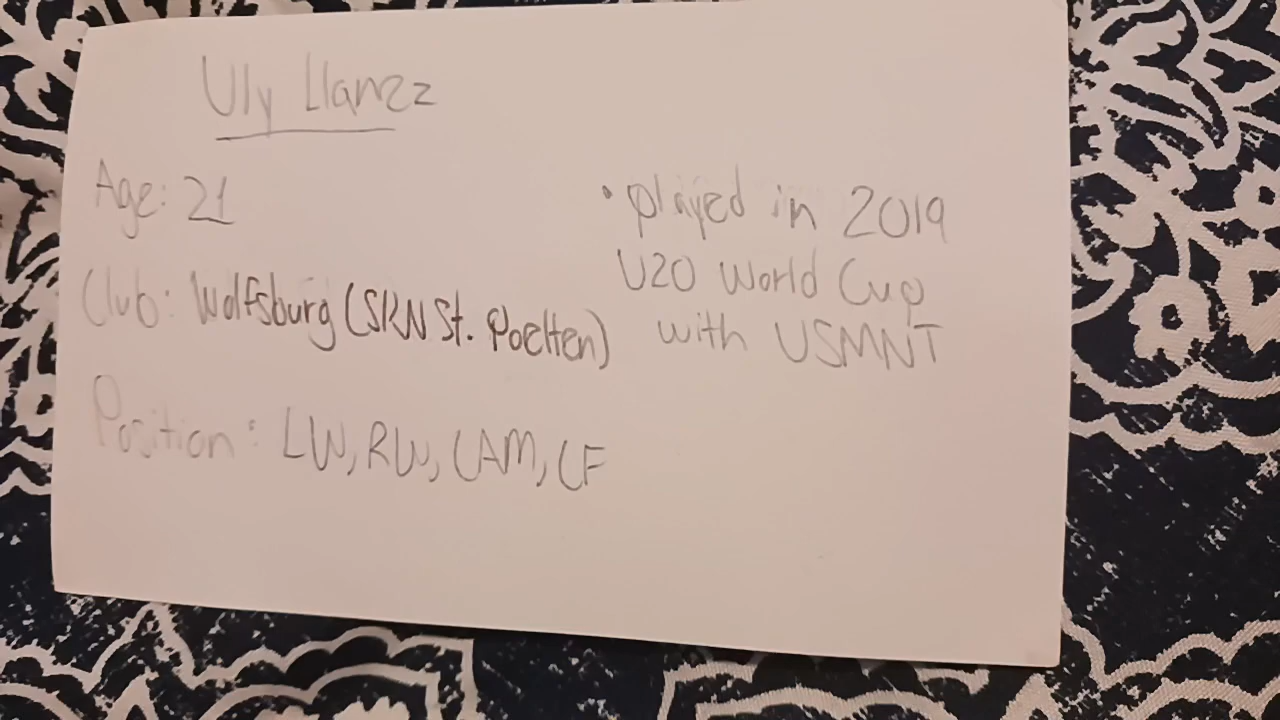 Uly Llanez
Age: 21
Club: Wolfsburg (SKN St. Poelten)
Position: LW, RW, CAM, CF
• played in 2019
U20 World Cup
with USMNT